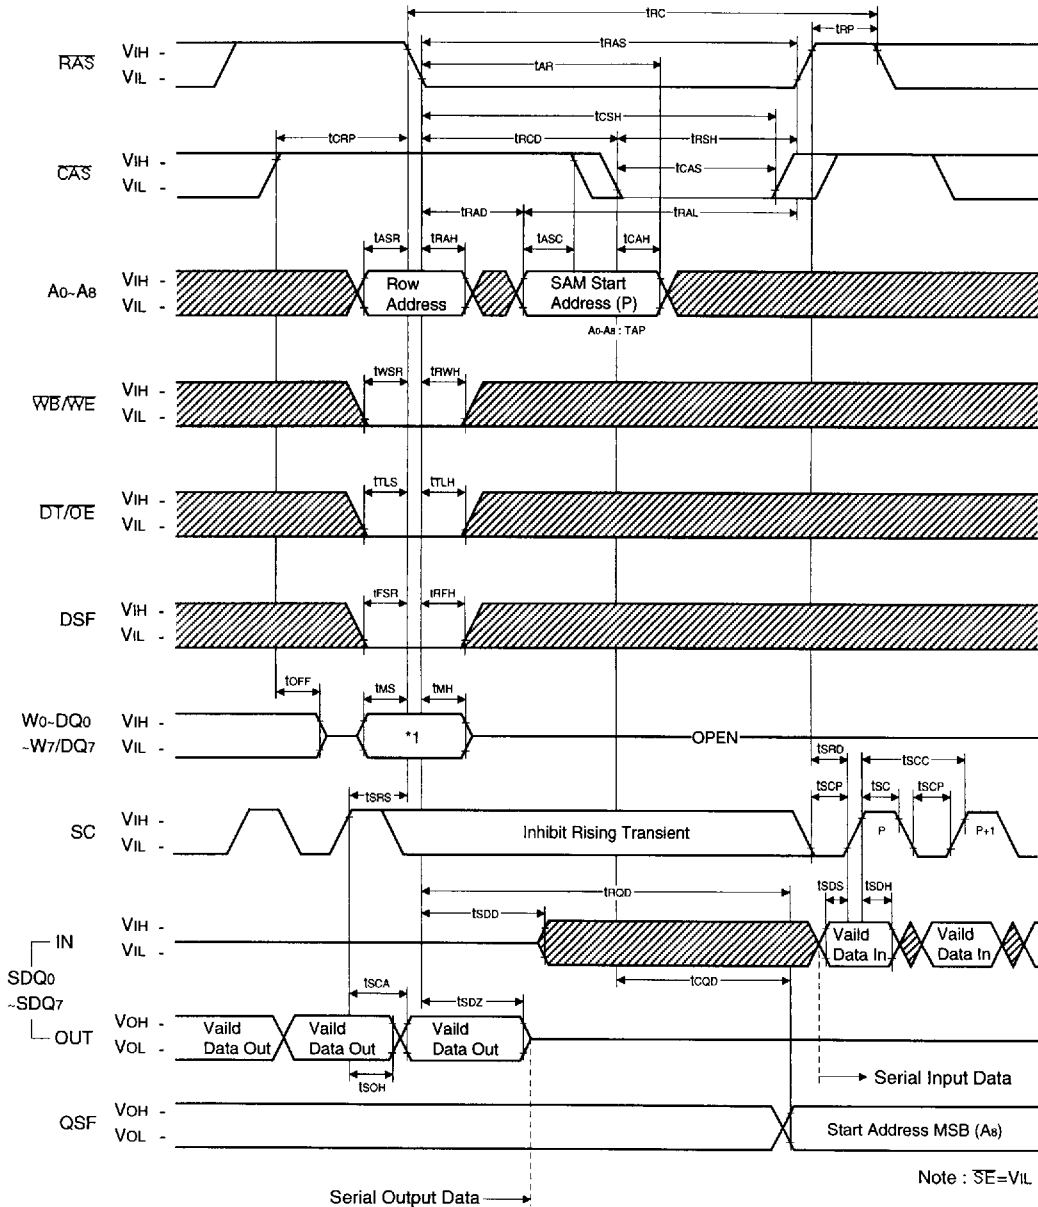 tRC
tRP
RAS
VIH -
VIL -
tRAS
tAR
tCSH
tCRP
tRCD
tRSH
CAS
VIH -
VIL -
tCAS
tRAD
tRAL
tASR
tRAH
tASC
tCAH
A0~A8
VIH -
VIL -
Row
Address
SAM Start
Address (P)
A0-A8 : TAP
tWSR
tRWH
WB/WE
VIH -
VIL -
tTLS
tTLH
DT/OE
VIH -
VIL -
tFSR
tRFH
DSF
VIH -
VIL -
tOFF
tMS
tMH
W0~DQ0
~W7/DQ7
VIH -
VIL -
*1
OPEN
tSRD
tSCC
tSRS
tSCP
tSC
tSCP
SC
VIH -
VIL -
Inhibit Rising Transient
P
P+1
tRQD
tSDS
tSDH
tSDD
IN
VIH -
VIL -
Vaild
Data In
Vaild
Data In
SDQ0
~SDQ7
tSCA
tSDZ
tCQD
OUT
VOH -
VOL -
Vaild
Data Out
Vaild
Data Out
Vaild
Data Out
tSOH
Serial Input Data
QSF
VOH -
VOL -
Start Address MSB (A8)
Note : SE=VIL
Serial Output Data